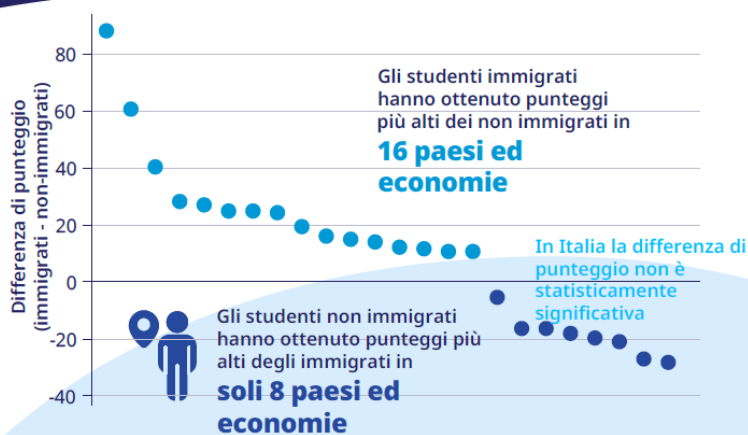 Differenza di punteggio
(immigrati - non-immigrati)
80
60
40
20
0
-20
-40
Gli studenti immigrati
hanno ottenuto punteggi
più alti dei non immigrati in
16 paesi ed
economie
In Italia la differenza di
punteggio non è
statisticamente
significativa
Gli studenti non immigrati
hanno ottenuto punteggi più
alti degli immigrati in
soli 8 paesi ed
economie